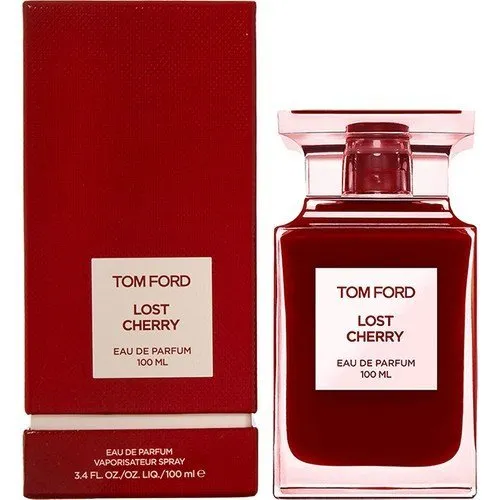 TOM FORD
LOST
CHERRY
EAU DE PARFUM
100 ML
EAU DE PARFUM
VAPORISATEUR SPRAY
3.4 FL. OZ./OZ. LIQ./100 ml ℮
TOM FORD
LOST
CHERRY
EAU DE PARFUM
100 ML